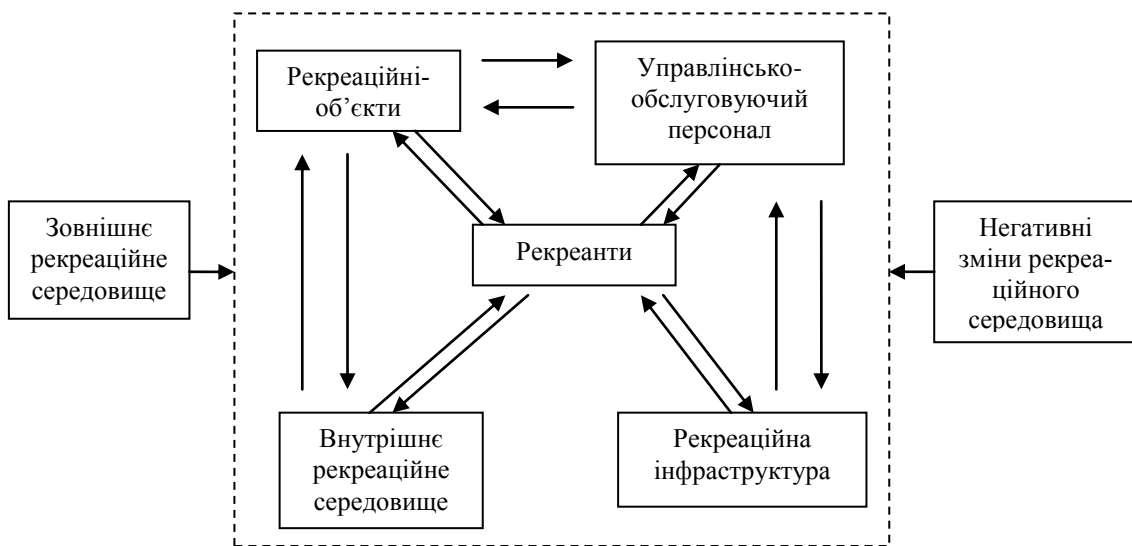 Рекреаційні-
об’єкти
Управлінсько-
обслуговуючий
персонал
Зовнішнє
рекреаційне
середовище
Рекреанти
Негативні
зміни рекреа-
ційного
середовища
Внутрішнє
рекреаційне
середовище
Рекреаційна
інфраструктура